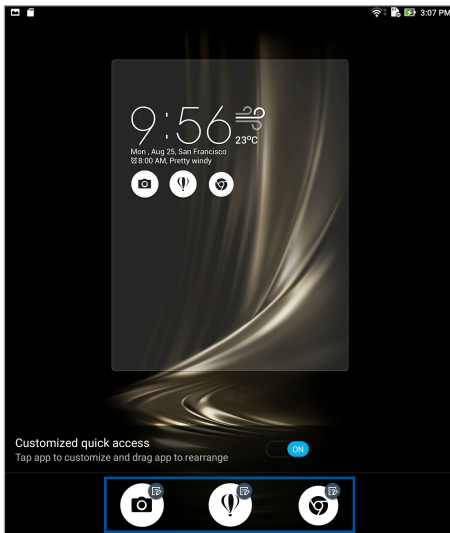 3:07 PM
9:56
23°C
Mon , Aug 25, San Francisco
8:00 AM, Pretty windy
Customized quick access
Tap app to customize and drag app to rearrange
ON